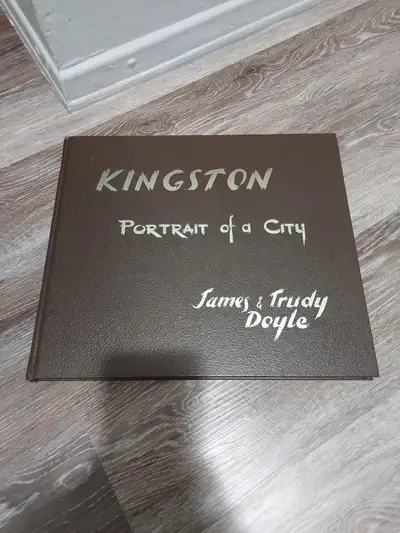 KINGSTON
PORTRAIT of a CITY
James & Trudy
Doyle